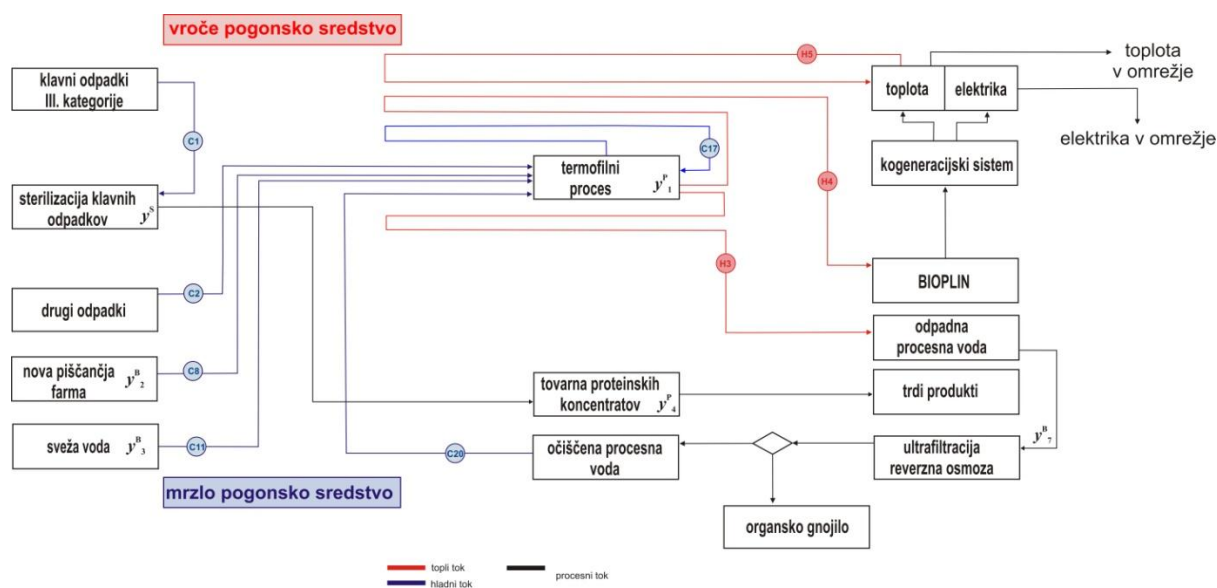 vroče pogonsko sredstvo
H5
toplota
v omrežje
klavni odpadki
III. kategorije
toplota
elektrika
C1
C17
elektrika v omrežje
termofilni
proces
y^P_1
kogeneracijski sistem
H4
sterilizacija klavnih
odpadkov
y^S
H3
BIOPLIN
C2
drugi odpadki
odpadna
procesna voda
nova piščančja
farma
y^B_2
C8
tovarna proteinskih
koncentratov
y^P_4
trdi produkti
sveža voda
y^B_3
C11
C20
očiščena procesna
voda
ultrafiltracija
reverzna osmoza
y^B_7
mrzlo pogonsko sredstvo
organsko gnojilo
topli tok
hladni tok
procesni tok